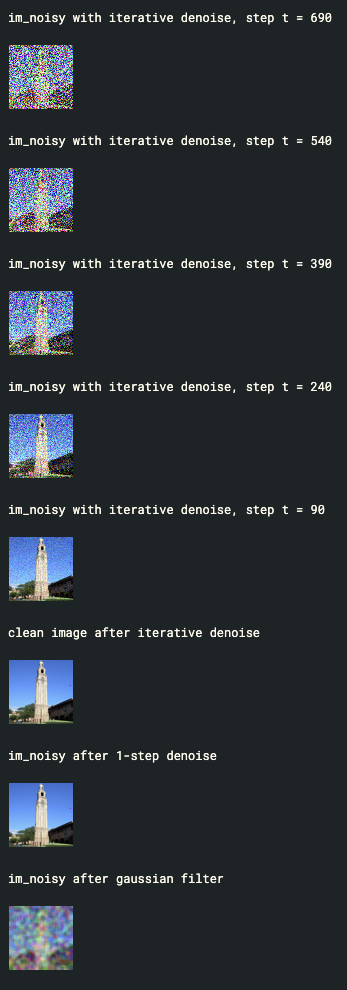 im_noisy with iterative denoise, step t = 690
im_noisy with iterative denoise, step t = 540
im_noisy with iterative denoise, step t = 390
im_noisy with iterative denoise, step t = 240
im_noisy with iterative denoise, step t = 90
clean image after iterative denoise
im_noisy after 1-step denoise
im_noisy after gaussian filter